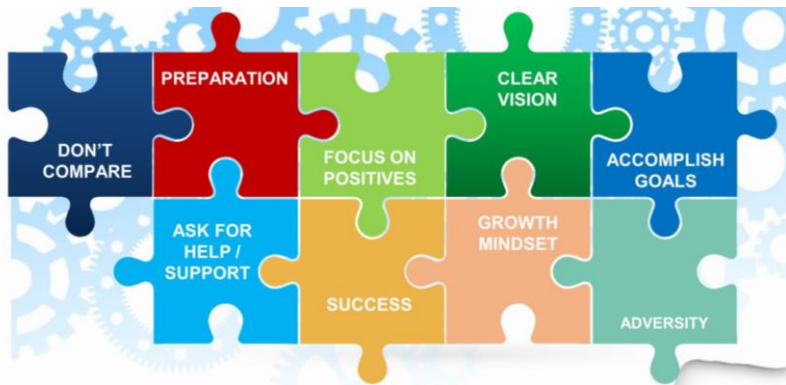 DON'T
COMPARE
PREPARATION
FOCUS ON
POSITIVES
CLEAR
VISION
ACCOMPLISH
GOALS
ASK FOR
HELP /
SUPPORT
SUCCESS
GROWTH
MINDSET
ADVERSITY